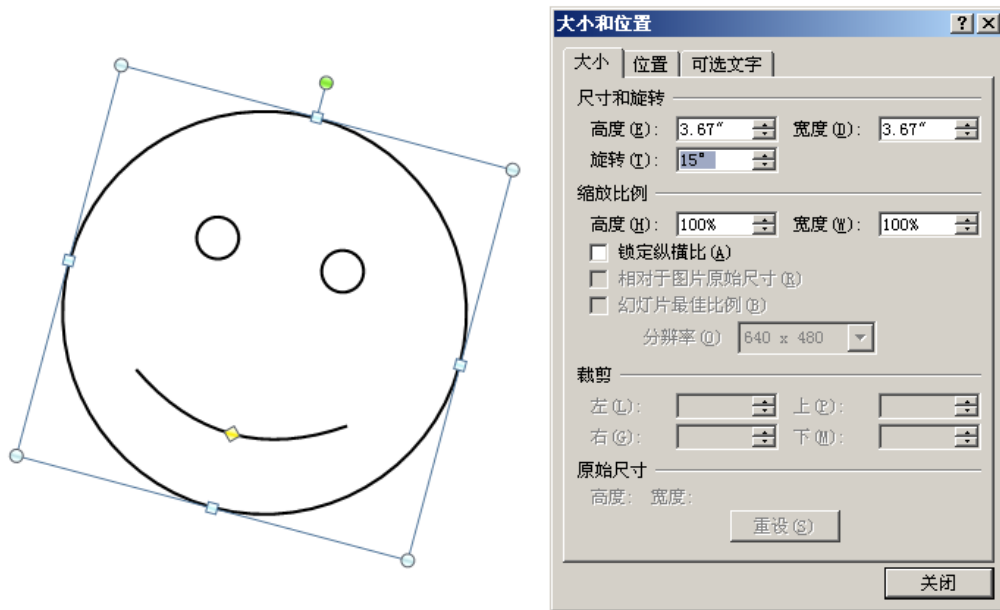 大小和位置
大小 位置 可选文字
尺寸和旋转
高度(E): 3.67" 宽度(D): 3.67"
旋转(T): 15°
缩放比例
高度(H): 100% 宽度(W): 100%
锁定纵横比(A)
相对于图片原始尺寸(R)
幻灯片最佳比例(B)
分辨率(O) 640 x 480
裁剪
左(L): 上(P):
右(G): 下(M):
原始尺寸
高度: 宽度:
重设(S)
关闭